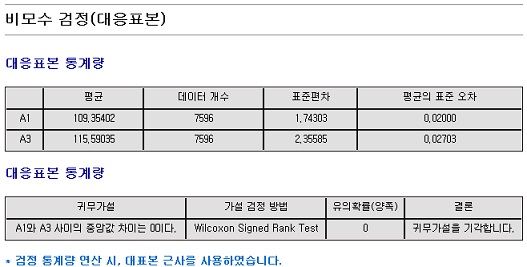 비모수 검정(대응표본)
대응표본 통계량
평균 데이터 개수 표준편차 평균의 표준 오차
A1 109,35402 7596 1,74303 0,02000
A3 115,59035 7596 2,35585 0,02703
대응표본 통계량
귀무가설 가설 검정 방법 유의확률(양쪽) 결론
A1와 A3 사이의 중앙값 차이는 0이다. Wilcoxon Signed Rank Test 0 귀무가설을 기각합니다.
* 검정 통계량 연산 시, 대표본 근사를 사용하였습니다.